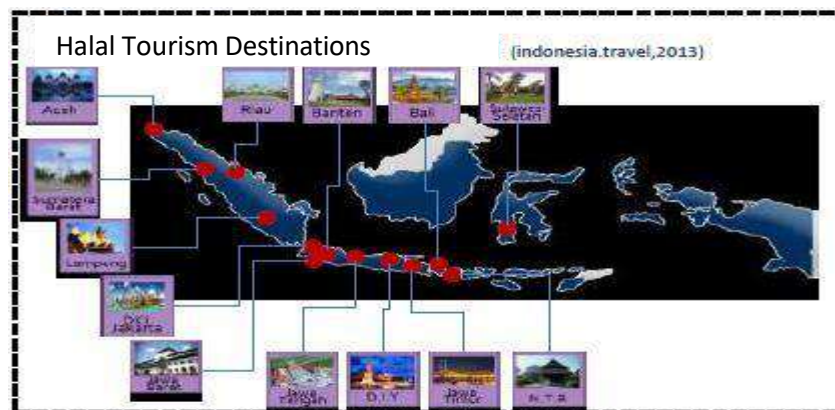 Halal Tourism Destinations
(indonesia.travel,2013)
Aceh
Riau
Banten
Bali
Sulawesi
Selatan
Sumatera
Barat
Lampung
DKI
Jakarta
Jawa
Barat
Jawa
Tengah
D.I.Y
Jawa
Timur
N.T.B